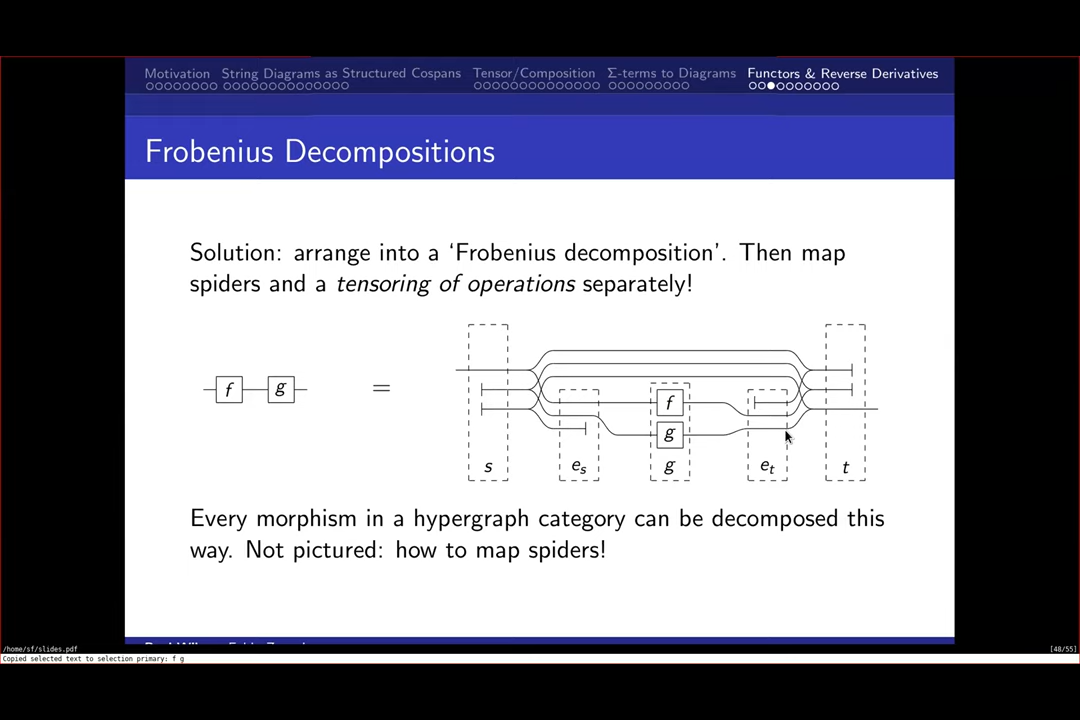 Motivation String Diagrams as Structured Cospans Tensor/Composition Σ-terms to Diagrams Functors & Reverse Derivatives
Frobenius Decompositions
Solution: arrange into a ‘Frobenius decomposition’. Then map
spiders and a tensoring of operations separately!
f g = f
g
s eₛ g eₜ t
Every morphism in a hypergraph category can be decomposed this
way. Not pictured: how to map spiders!
/home/sf/slides.pdf [48/55]
Copied selected text to selection primary: f g